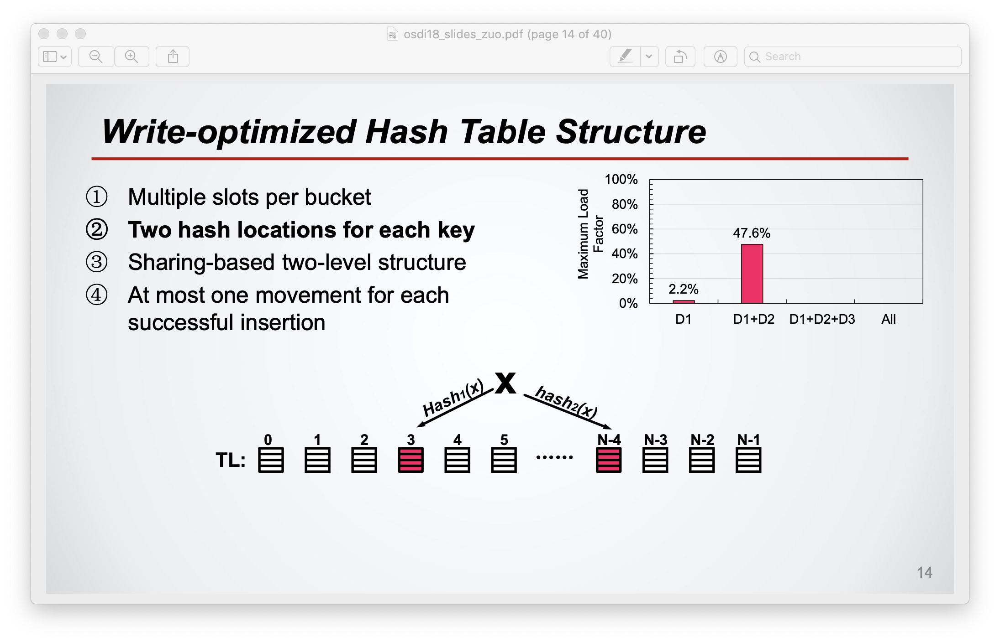 osdi18_slides_zuo.pdf (page 14 of 40)
Search
Write-optimized Hash Table Structure
① Multiple slots per bucket
② Two hash locations for each key
③ Sharing-based two-level structure
④ At most one movement for each
successful insertion
Maximum Load
Factor
100%
80%
60%
40%
20%
0%
2.2%
47.6%
D1 D1+D2 D1+D2+D3 All
x
Hash₁(x) hash₂(x)
0 1 2 3 4 5 N-4 N-3 N-2 N-1
TL: ······
14